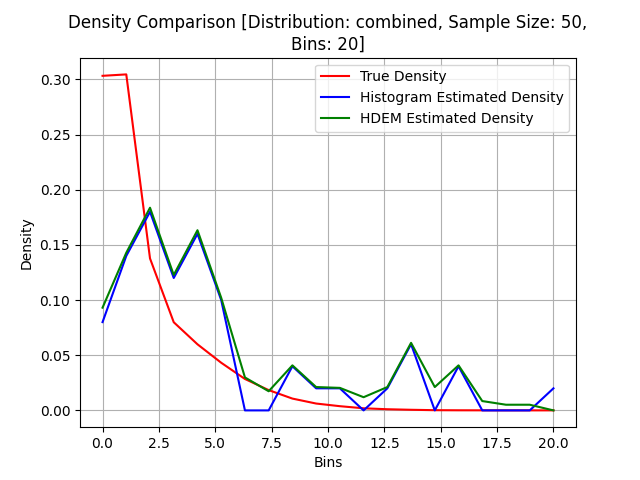 Density Comparison [Distribution: combined, Sample Size: 50,
Bins: 20]
True Density
Histogram Estimated Density
HDEM Estimated Density
Density
0.30
0.25
0.20
0.15
0.10
0.05
0.00
0.0 2.5 5.0 7.5 10.0 12.5 15.0 17.5 20.0
Bins